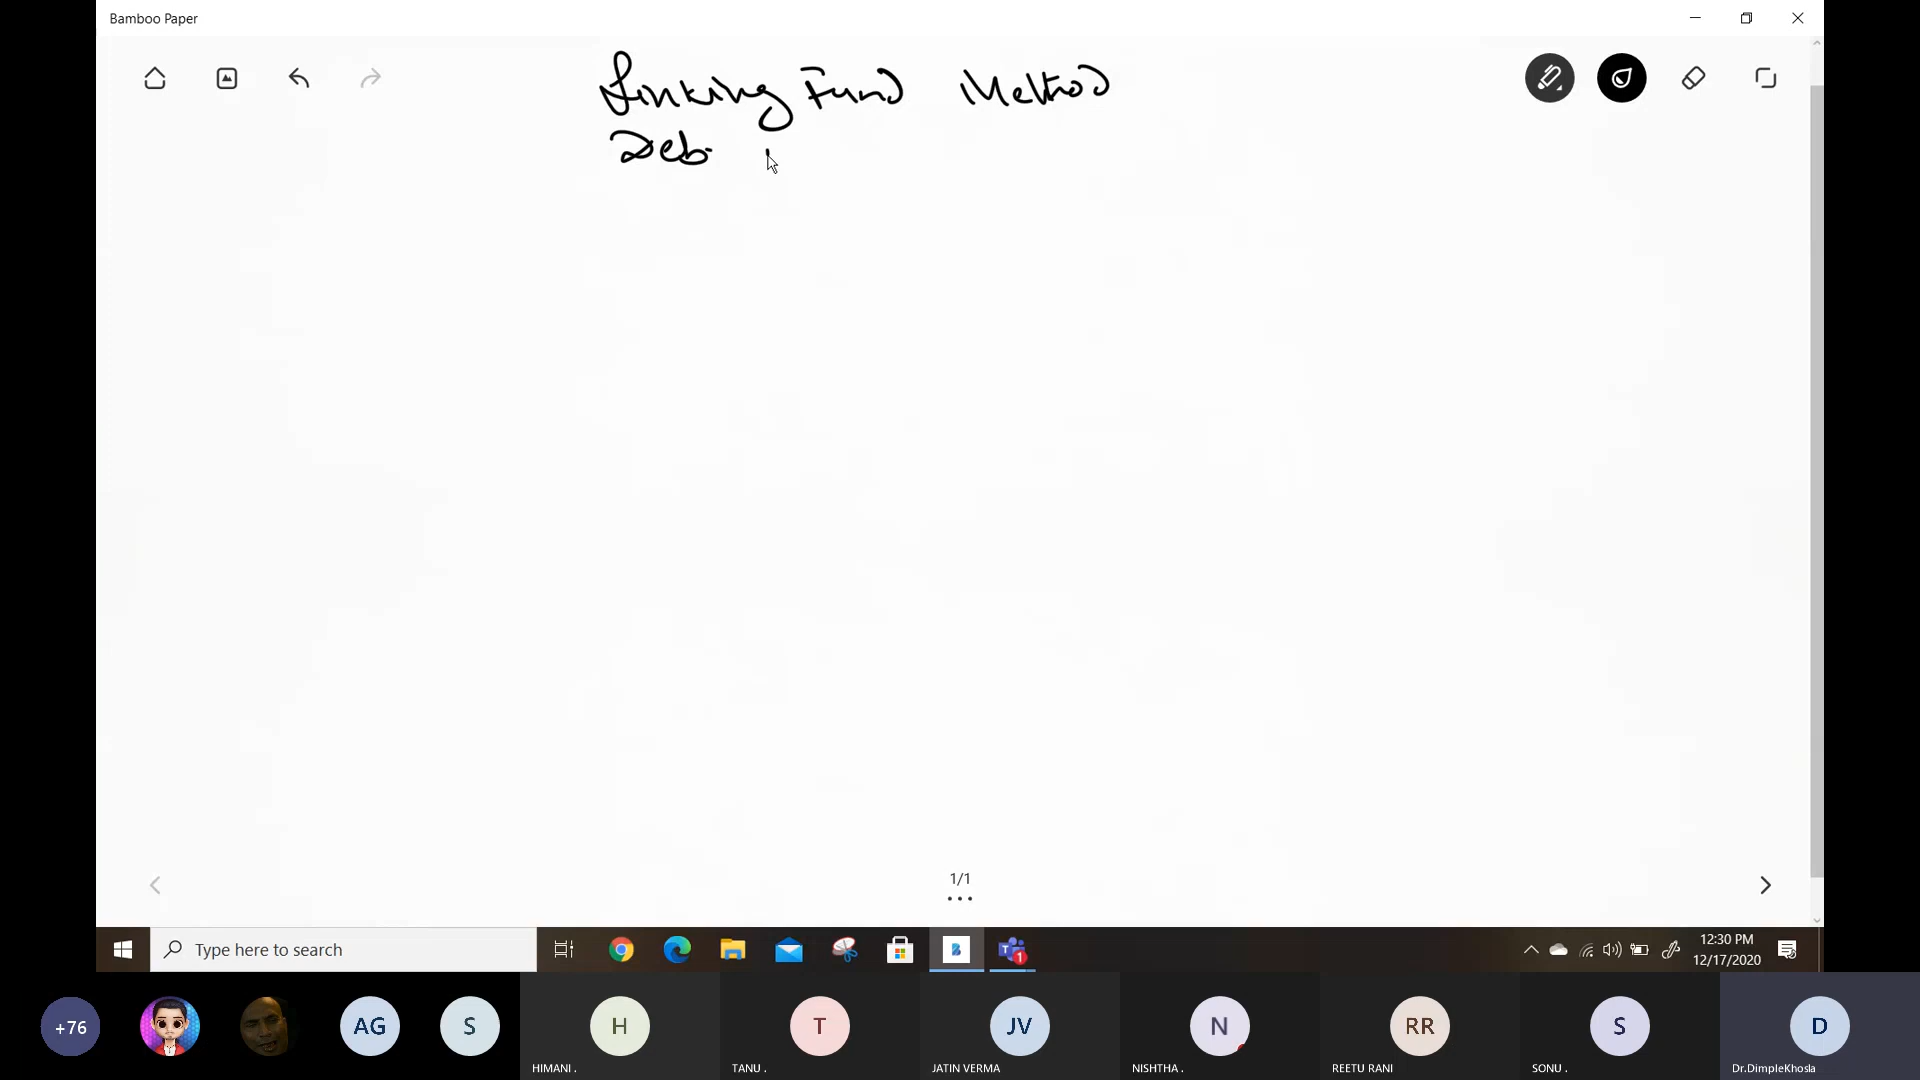 Bamboo Paper
Sinking Fund Method
Deb.
1/1
Type here to search
B
1
12:30 PM
12/17/2020
+76
AG
S
H
T
JV
N
RR
S
D
HIMANI .
TANU .
JATIN VERMA
NISHTHA .
REETU RANI
SONU .
Dr.DimpleKhosla